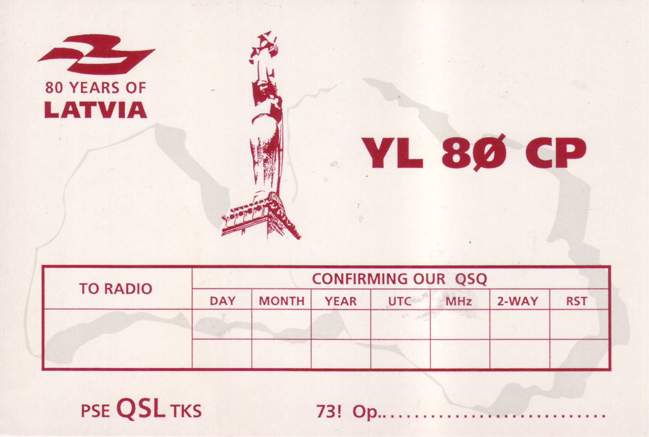 80 YEARS OF
LATVIA
YL 8Ø CP
TO RADIO
CONFIRMING OUR QSQ
DAY MONTH YEAR UTC MHz 2-WAY RST
PSE QSL TKS
73! Op..............................